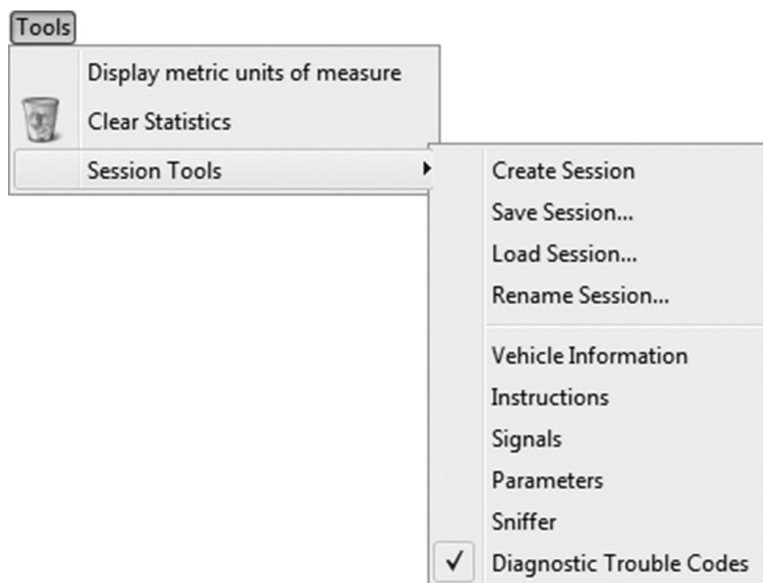 Tools
Display metric units of measure
Clear Statistics
Session Tools
Create Session
Save Session...
Load Session...
Rename Session...
Vehicle Information
Instructions
Signals
Parameters
Sniffer
Diagnostic Trouble Codes